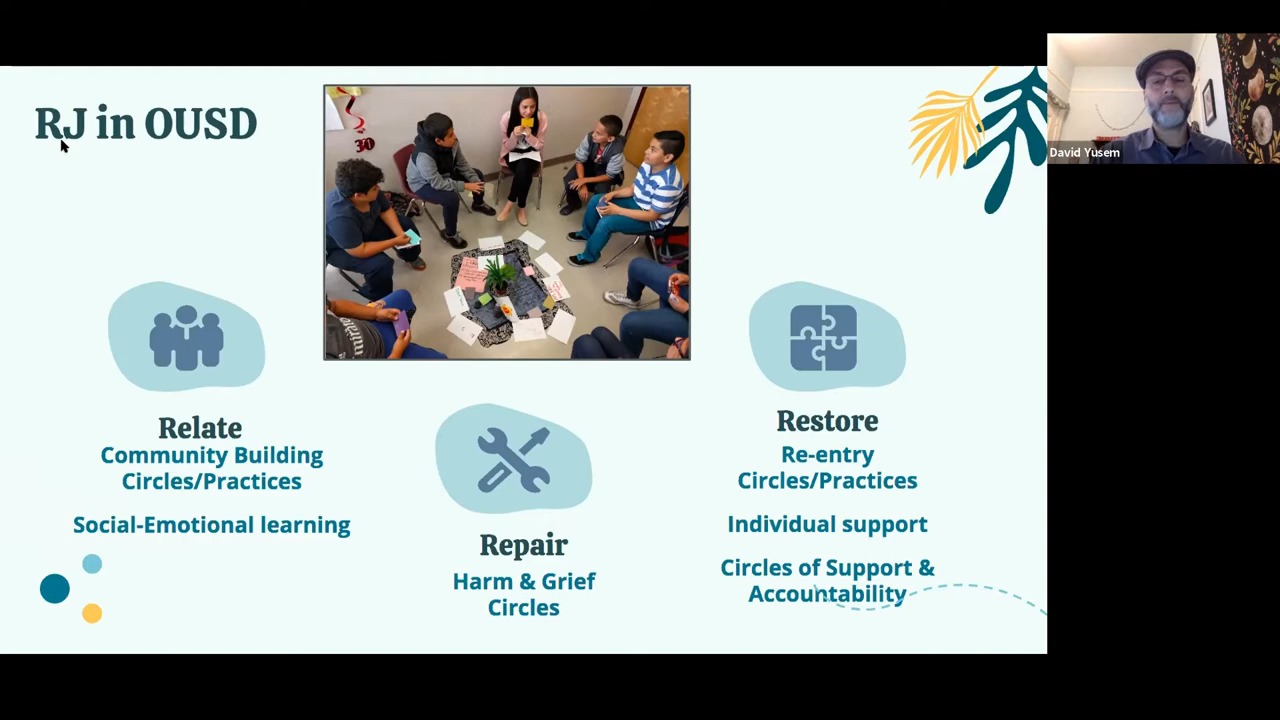 RJ in OUSD
30
David Yusem
Relate
Community Building
Circles/Practices
Social-Emotional learning
Repair
Harm & Grief
Circles
Restore
Re-entry
Circles/Practices
Individual support
Circles of Support &
Accountability